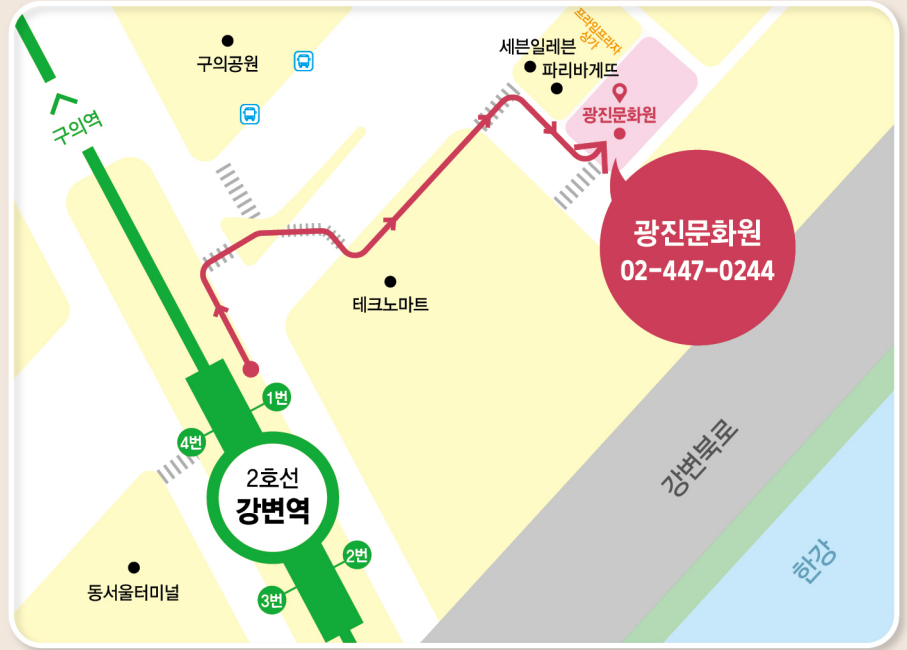 프라임프라자
상가
세븐일레븐
파리바게뜨
구의공원
광진문화원
구의역
광진문화원
02-447-0244
테크노마트
1번
4번
2호선
강변역
강변북로
2번
한강
동서울터미널
3번